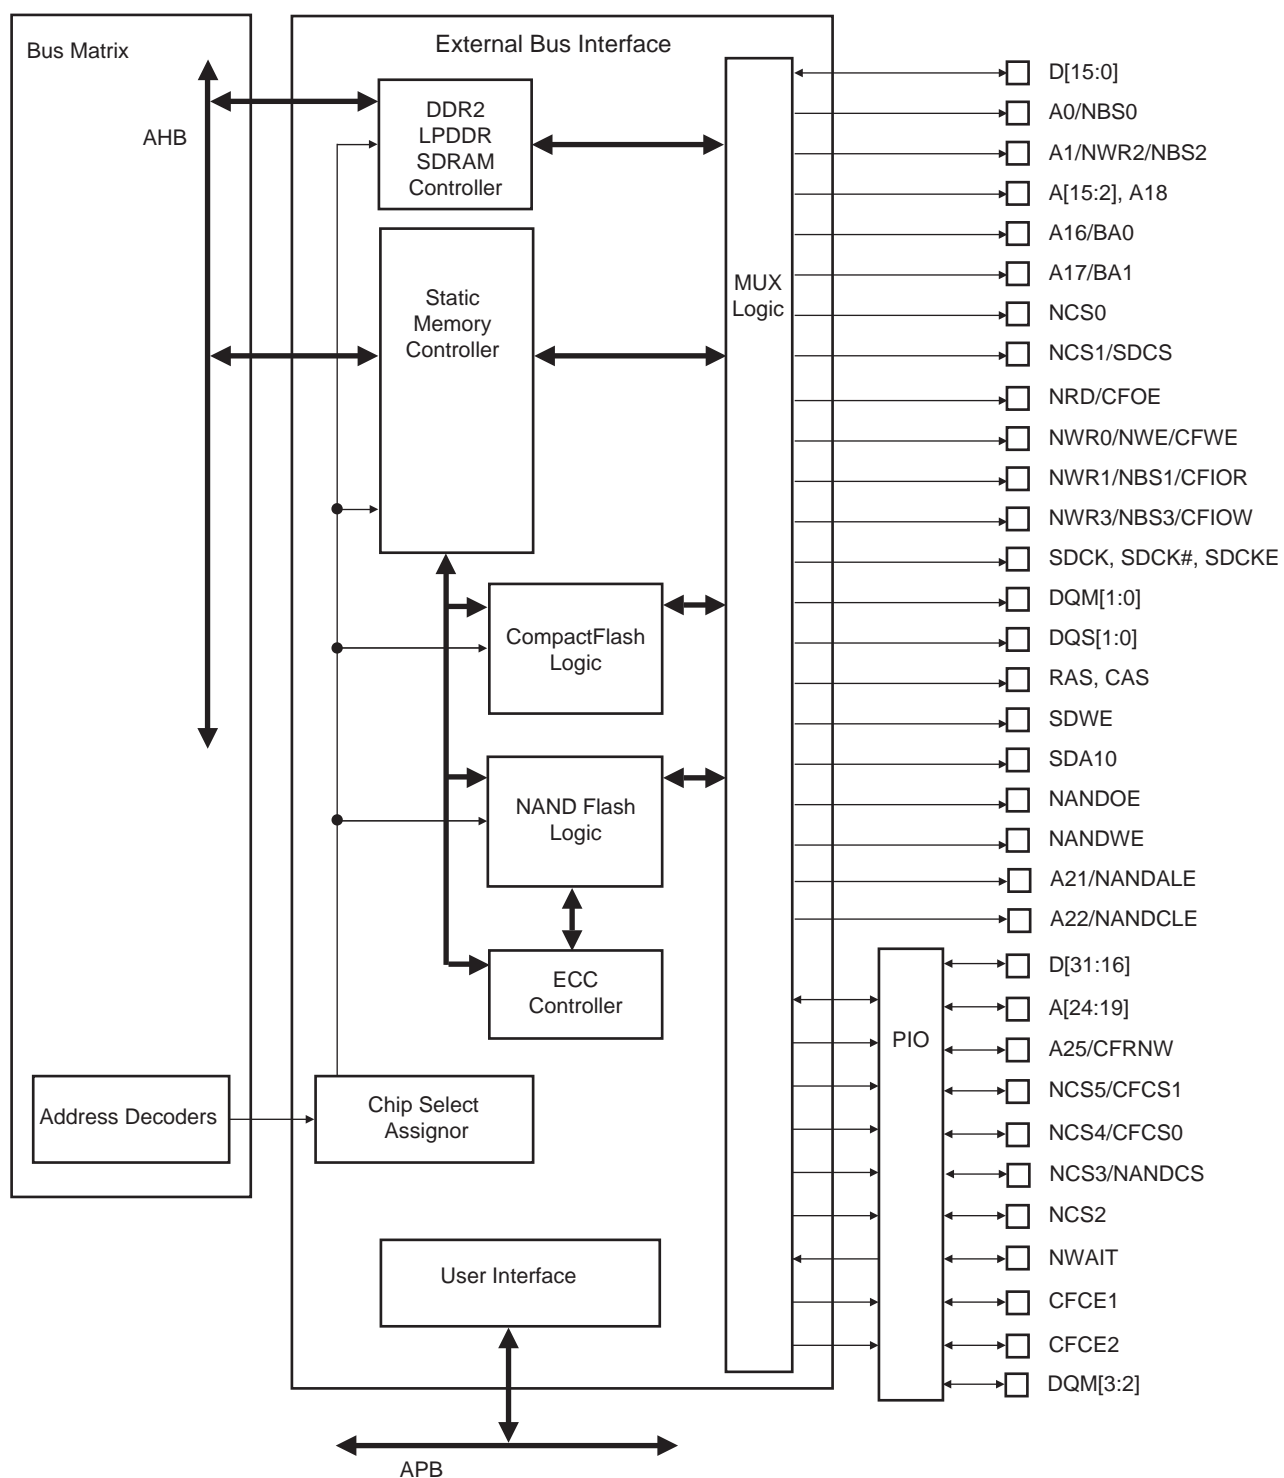 Bus Matrix
External Bus Interface
AHB
DDR2
LPDDR
SDRAM
Controller
Static
Memory
Controller
MUX
Logic
CompactFlash
Logic
NAND Flash
Logic
ECC
Controller
Address Decoders
Chip Select
Assignor
User Interface
APB
PIO
D[15:0]
A0/NBS0
A1/NWR2/NBS2
A[15:2], A18
A16/BA0
A17/BA1
NCS0
NCS1/SDCS
NRD/CFOE
NWR0/NWE/CFWE
NWR1/NBS1/CFIOR
NWR3/NBS3/CFIOW
SDCK, SDCK#, SDCKE
DQM[1:0]
DQS[1:0]
RAS, CAS
SDWE
SDA10
NANDOE
NANDWE
A21/NANDALE
A22/NANDCLE
D[31:16]
A[24:19]
A25/CFRNW
NCS5/CFCS1
NCS4/CFCS0
NCS3/NANDCS
NCS2
NWAIT
CFCE1
CFCE2
DQM[3:2]